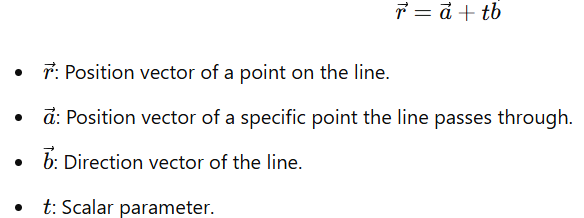 $\vec{r} = \vec{a} + t\vec{b}$
• $\vec{r}$: Position vector of a point on the line.
• $\vec{a}$: Position vector of a specific point the line passes through.
• $\vec{b}$: Direction vector of the line.
• $t$: Scalar parameter.